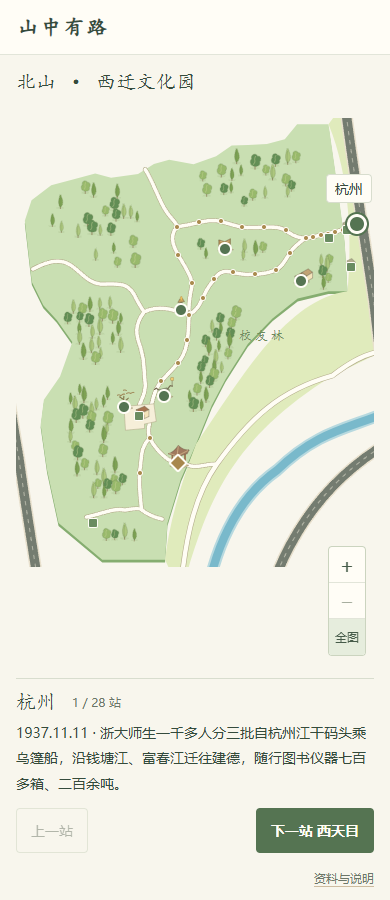 山中有路
北山 • 西迁文化园
杭州
校友林
+
−
全图
杭州 1 / 28 站
1937.11.11 · 浙大师生一千多人分三批自杭州江干码头乘
乌篷船，沿钱塘江、富春江迁往建德，随行图书仪器七百
多箱、二百余吨。
上一站 下一站 西天目
资料与说明